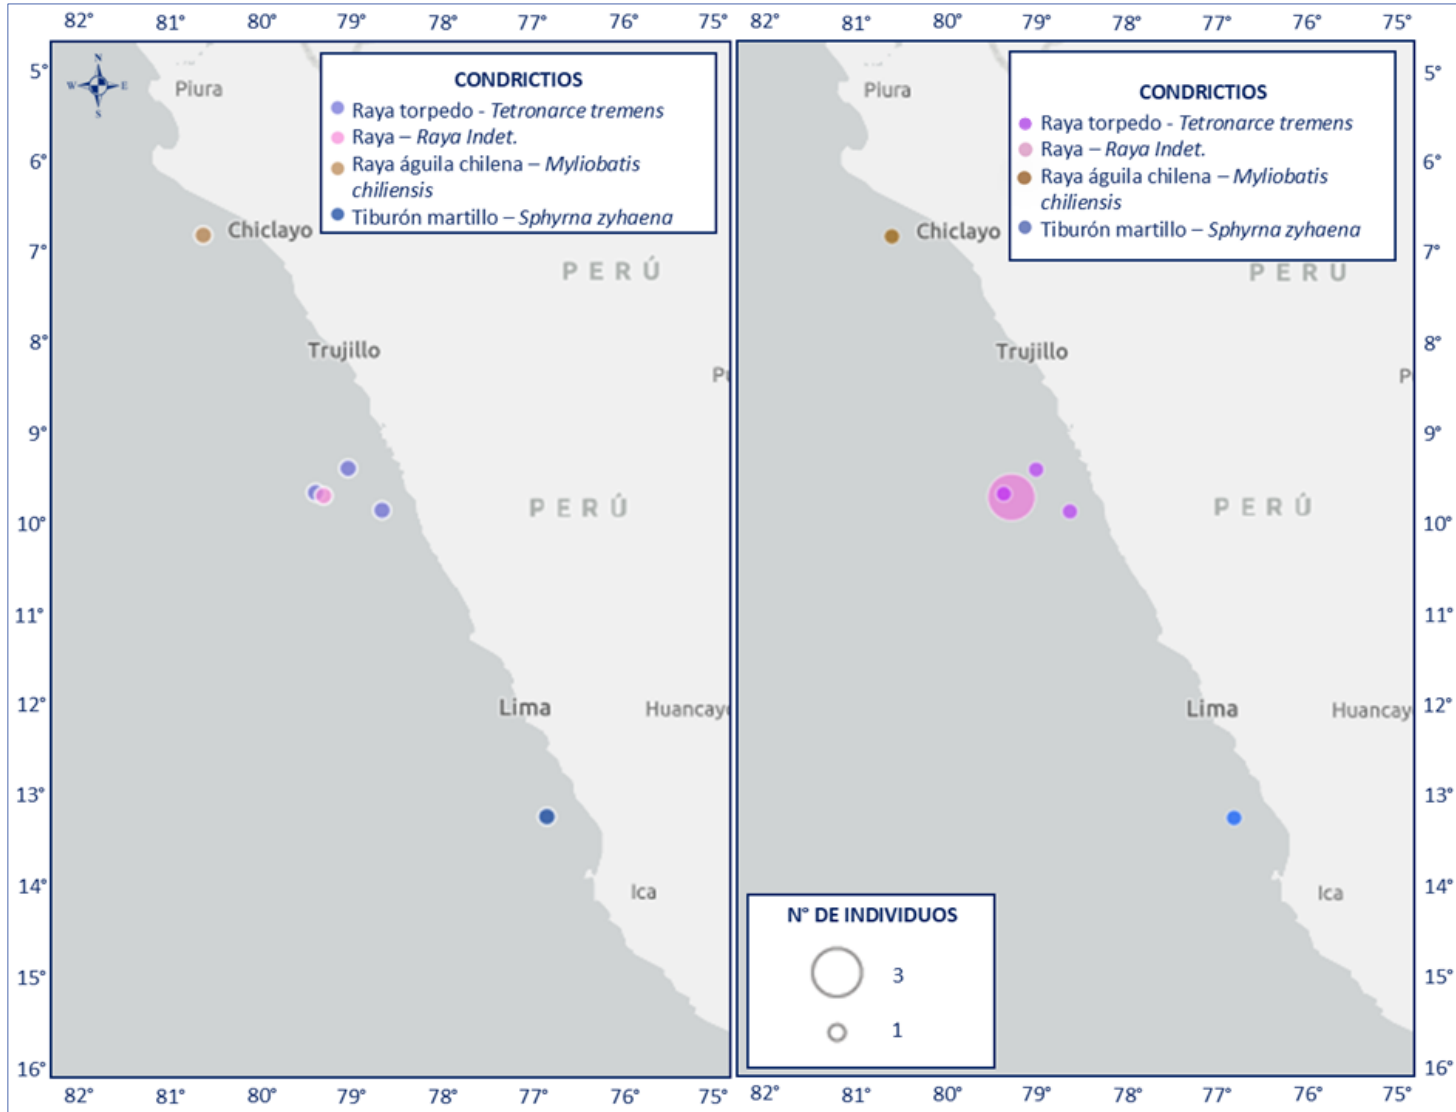 82° 81° 80° 79° 78° 77° 76° 75°
82° 81° 80° 79° 78° 77° 76° 75°
5°
6°
7°
8°
9°
10°
11°
12°
13°
14°
15°
16°
N
W E
S
Piura
CONDRICTIOS
Raya torpedo - Tetronarce tremens
Raya – Raya Indet.
Raya águila chilena – Myliobatis
chiliensis
Tiburón martillo – Sphyrna zyhaena
Chiclayo
PERÚ
Trujillo
PERÚ
Lima
Huancay
Ica
82° 81° 80° 79° 78° 77° 76° 75°
Piura
CONDRICTIOS
Raya torpedo - Tetronarce tremens
Raya – Raya Indet.
Raya águila chilena – Myliobatis
chiliensis
Tiburón martillo – Sphyrna zyhaena
Chiclayo
PERÚ
Trujillo
P
PERÚ
Lima
Huancay
Ica
N° DE INDIVIDUOS
3
1
5°
6°
7°
8°
9°
10°
11°
12°
13°
14°
15°
16°
82° 81° 80° 79° 78° 77° 76° 75°